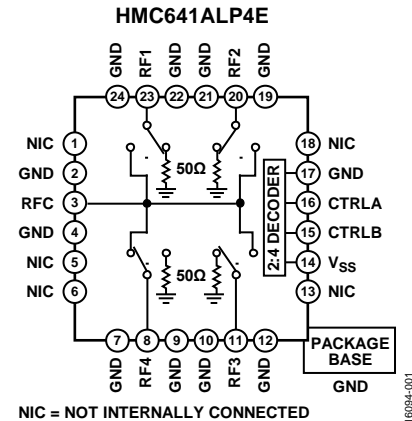 HMC641ALP4E
GND RF1 GND GND RF2 GND
24 23 22 21 20 19
NIC 1
GND 2
RFC 3
GND 4
NIC 5
NIC 6
50Ω
50Ω
2:4 DECODER
18 NIC
17 GND
16 CTRLA
15 CTRLB
14 VSS
13 NIC
7 8 9 10 11 12
GND RF4 GND GND RF3 GND
PACKAGE
BASE
GND
NIC = NOT INTERNALLY CONNECTED
16094-001